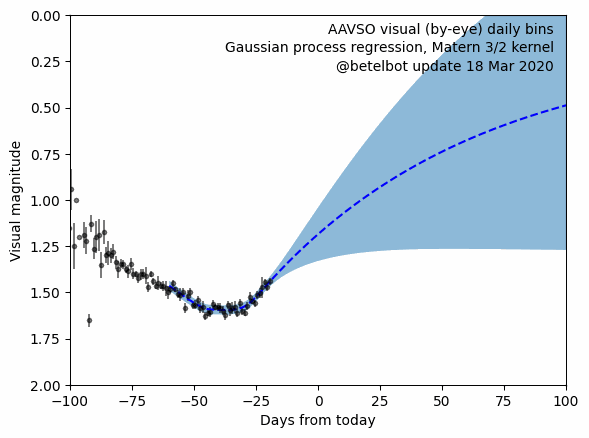 AAVSO visual (by-eye) daily bins
Gaussian process regression, Matern 3/2 kernel
@betelbot update 18 Mar 2020
Visual magnitude
0.00
0.25
0.50
0.75
1.00
1.25
1.50
1.75
2.00
−100 −75 −50 −25 0 25 50 75 100
Days from today